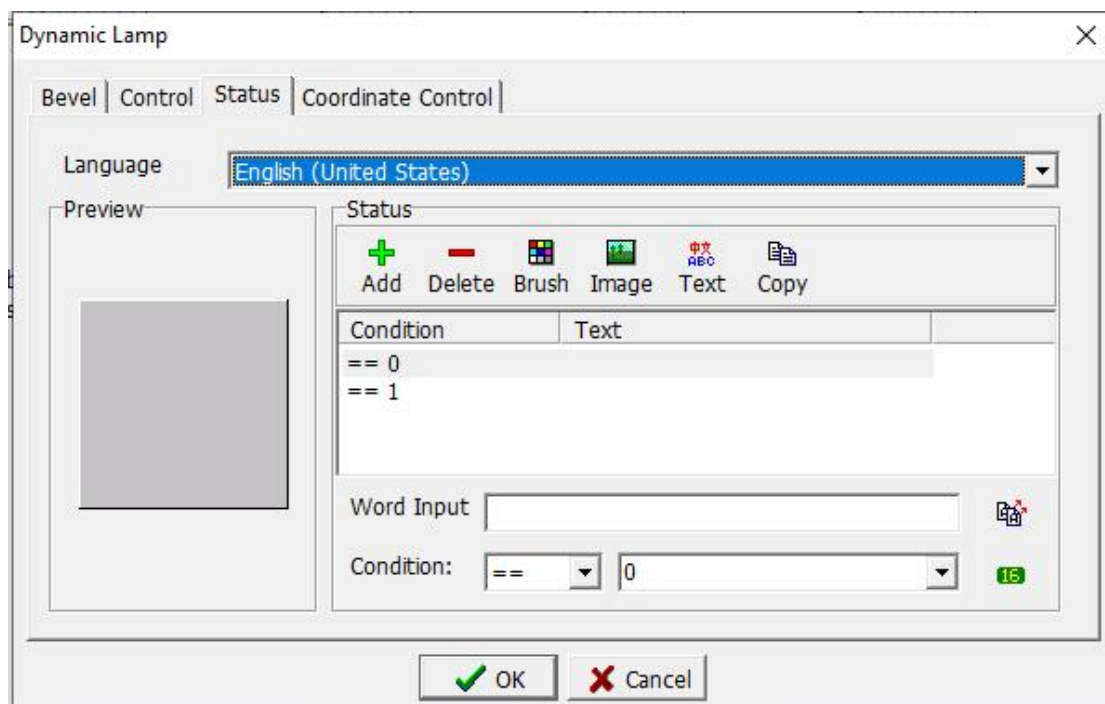 Dynamic Lamp
Bevel Control Status Coordinate Control
Language English (United States)
Preview
Status
中文
ABC
Add Delete Brush Image Text Copy
Condition Text
== 0
== 1
Word Input
Condition: == 0
16
OK Cancel